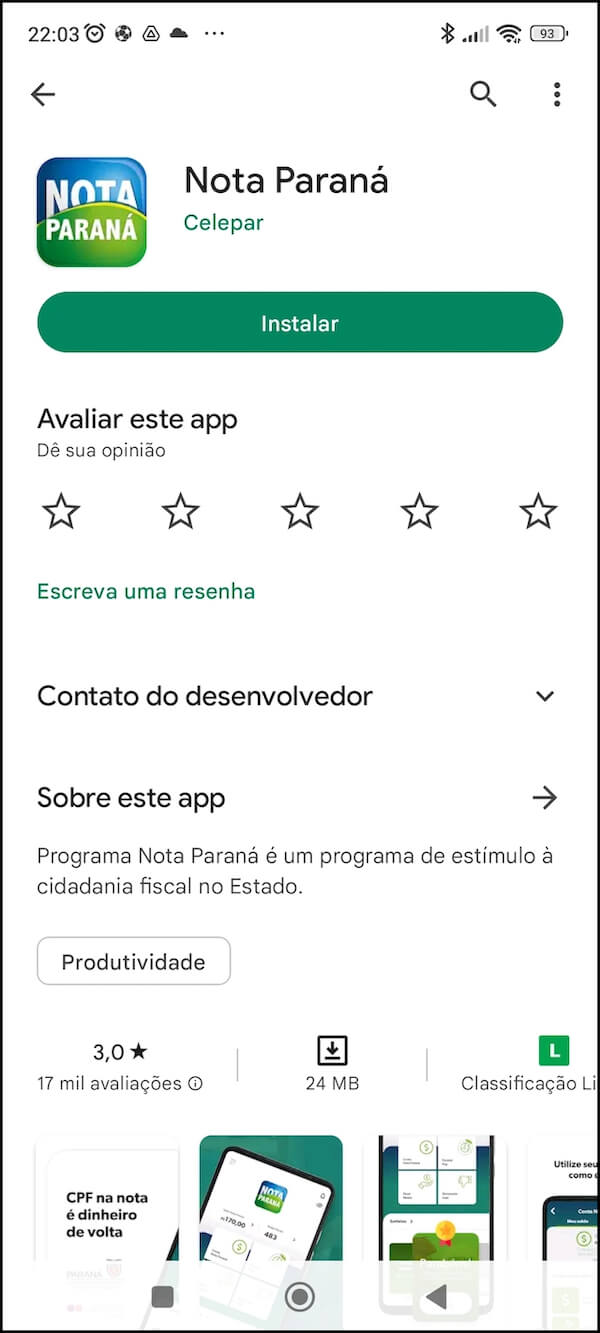 22:03
93
NOTA
PARANÁ
Nota Paraná
Celepar
Instalar
Avaliar este app
Dê sua opinião
Escreva uma resenha
Contato do desenvolvedor
Sobre este app
Programa Nota Paraná é um programa de estímulo à
cidadania fiscal no Estado.
Produtividade
3,0 ★
17 mil avaliações
24 MB
L
Classificação Li
CPF na nota
é dinheiro
de volta
PARANÁ
NOTA
PARANÁ
170,00
483
Utilize seu
como